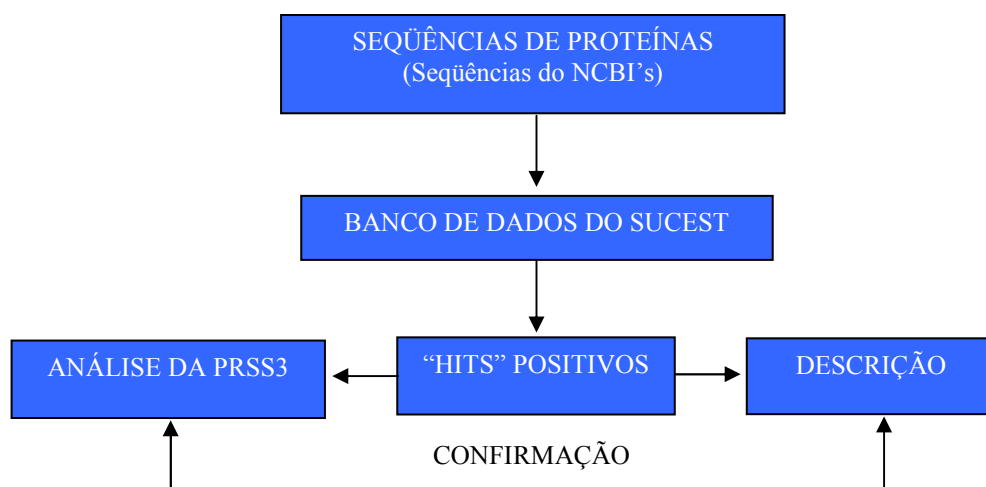 SEQÜÊNCIAS DE PROTEÍNAS
(Seqüências do NCBI’s)
BANCO DE DADOS DO SUCEST
ANÁLISE DA PRSS3
“HITS” POSITIVOS
DESCRIÇÃO
CONFIRMAÇÃO